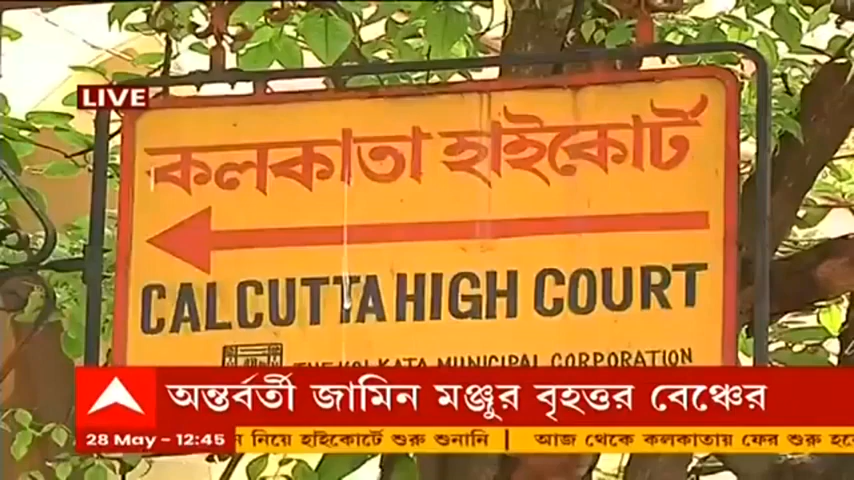 LIVE
কলকাতা হাইকোর্ট
CALCUTTA HIGH COURT
THE KOLKATA MUNICIPAL CORPORATION
অন্তর্বর্তী জামিন মঞ্জুর বৃহত্তর বেঞ্চের
28 May - 12:45
নিয়ে হাইকোর্টে শুরু শুনানি | আজ থেকে কলকাতায় ফের শুরু